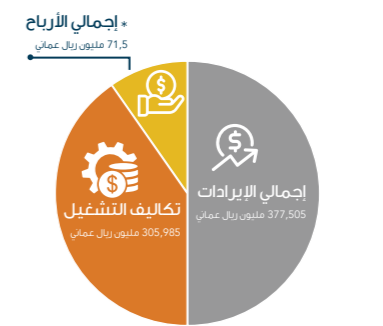 * إجمالي الأرباح
71,5 مليون ريال عماني
إجمالي الإيرادات
377,505 مليون ريال عماني
تكاليف التشغيل
305,985 مليون ريال عماني